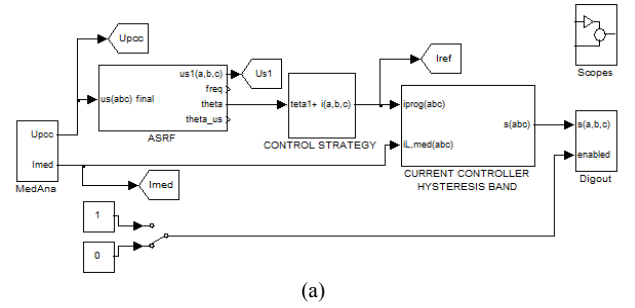 Upcc
us1(a,b,c)
Us1
Iref
Scopes
freq
us(abc) final
theta
teta1+ i(a,b,c)
iprog(abc)
theta_us
s(abc)
s(a,b,c)
ASRF
CONTROL STRATEGY
Upcc
iL,med(abc)
enabled
Imed
MedAna
CURRENT CONTROLLER
HYSTERESIS BAND
Digout
Imed
1
0
(a)